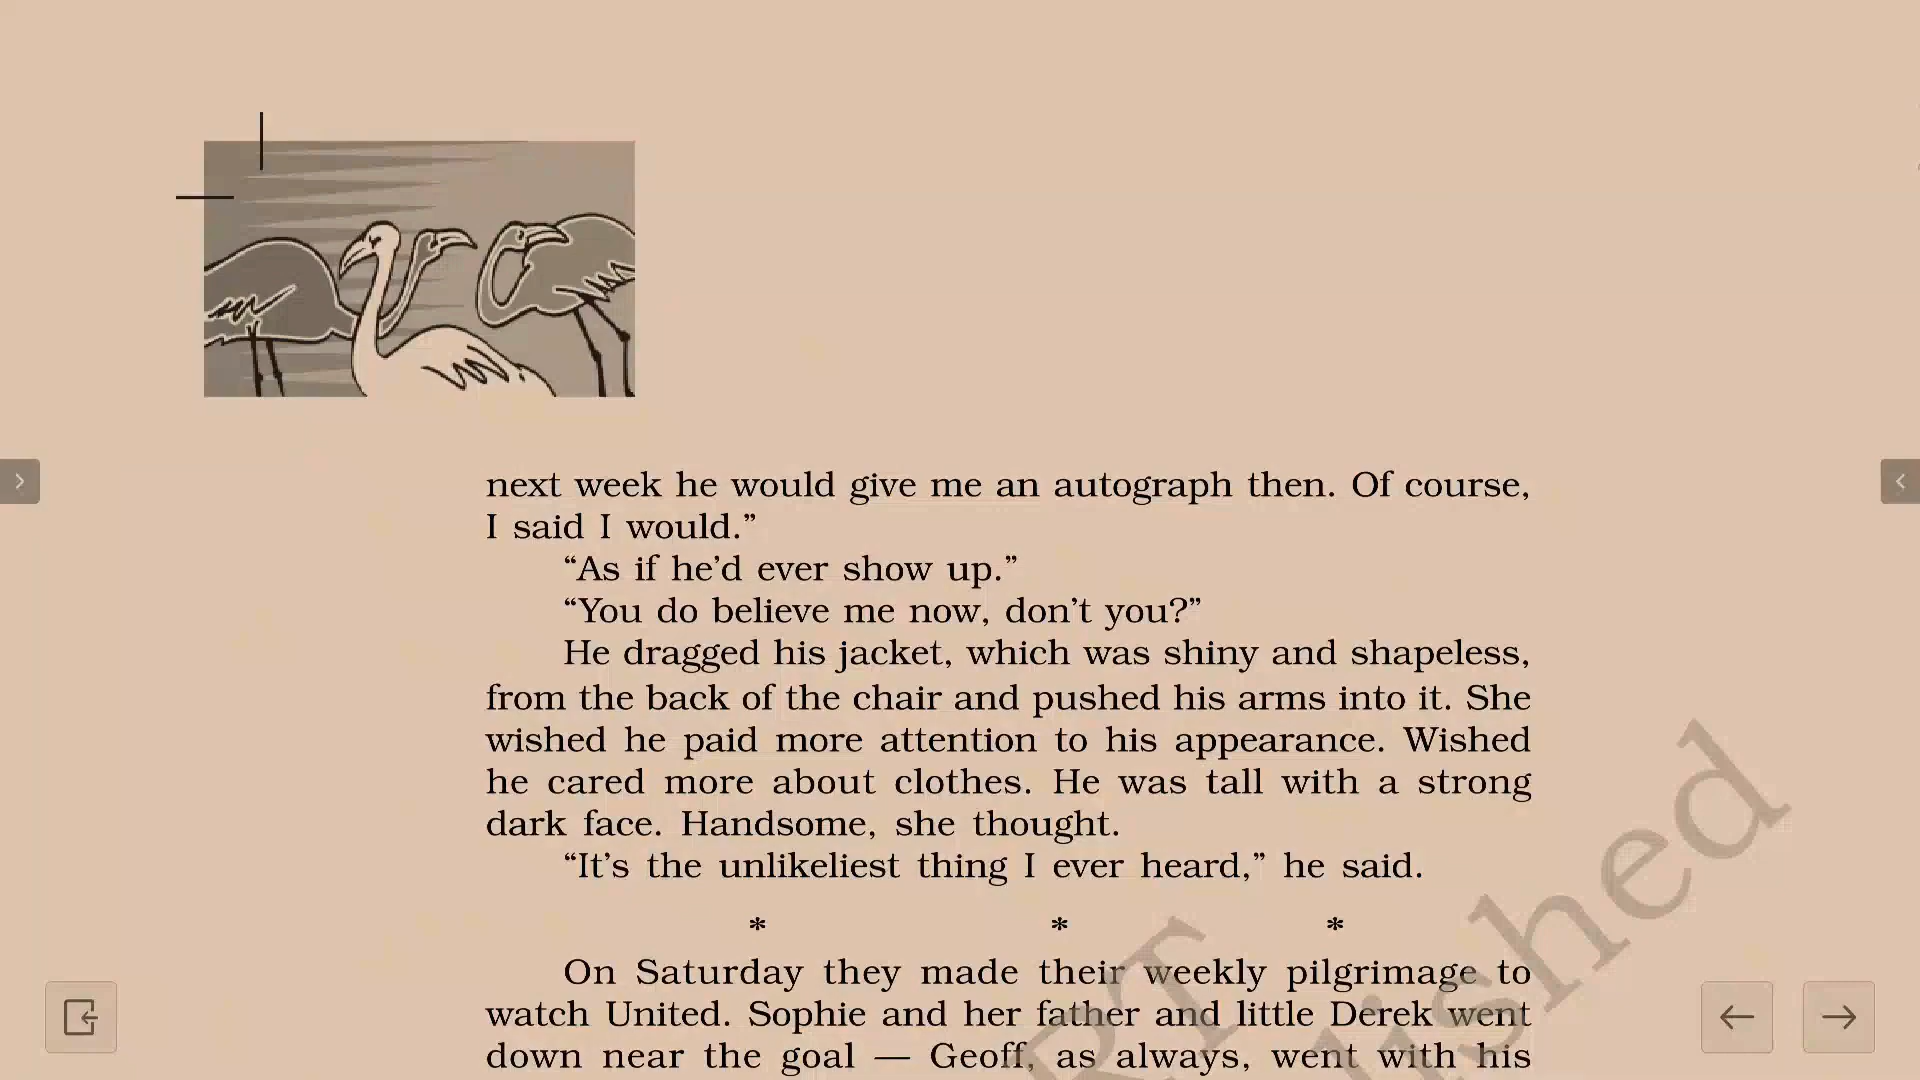 next week he would give me an autograph then. Of course,
I said I would.”
“As if he’d ever show up.”
“You do believe me now, don’t you?”
He dragged his jacket, which was shiny and shapeless,
from the back of the chair and pushed his arms into it. She
wished he paid more attention to his appearance. Wished
he cared more about clothes. He was tall with a strong
dark face. Handsome, she thought.
“It’s the unlikeliest thing I ever heard,” he said.
* * *
On Saturday they made their weekly pilgrimage to
watch United. Sophie and her father and little Derek went
down near the goal — Geoff, as always, went with his